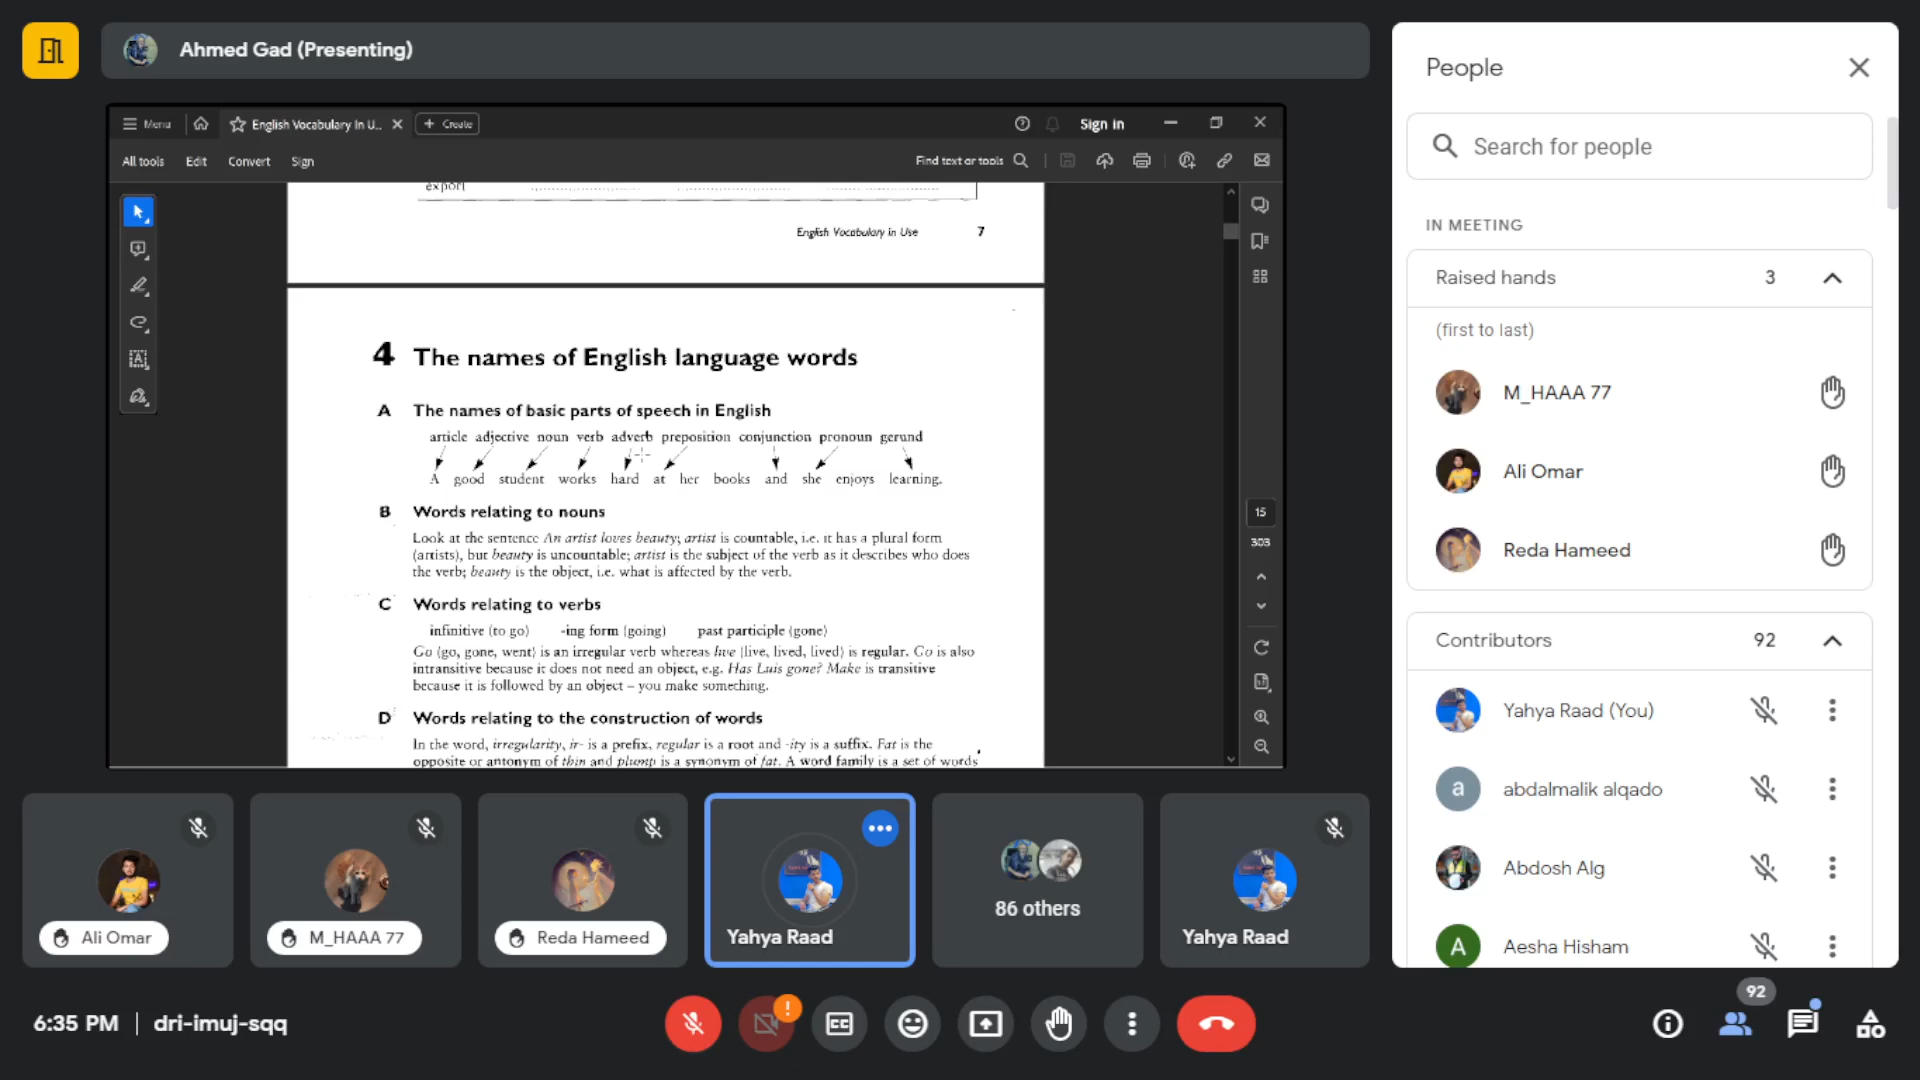 Ahmed Gad (Presenting)
Menu
English Vocabulary In U...
Create
Sign in
All tools
Edit
Convert
Sign
Find text or tools
export
English Vocabulary in Use 7
4 The names of English language words
A The names of basic parts of speech in English
article adjective noun verb adverb preposition conjunction pronoun gerund
A good student works hard at her books and she enjoys learning.
B Words relating to nouns
Look at the sentence An artist loves beauty; artist is countable, i.e. it has a plural form
(artists), but beauty is uncountable; artist is the subject of the verb as it describes who does
the verb; beauty is the object, i.e. what is affected by the verb.
C Words relating to verbs
infinitive (to go) -ing form (going) past participle (gone)
Go (go, gone, went) is an irregular verb whereas live (live, lived, lived) is regular. Go is also
intransitive because it does not need an object, e.g. Has Luis gone? Make is transitive
because it is followed by an object – you make something.
D Words relating to the construction of words
In the word, irregularity, ir- is a prefix, regular is a root and -ity is a suffix. Fat is the
opposite or antonym of thin and plump is a synonym of fat. A word family is a set of words
15
303
Ali Omar
M_HAAA 77
Reda Hameed
Yahya Raad
86 others
Yahya Raad
6:35 PM | dri-imuj-sqq
People
Search for people
IN MEETING
Raised hands 3
(first to last)
M_HAAA 77
Ali Omar
Reda Hameed
Contributors 92
Yahya Raad (You)
a
abdalmalik alqado
Abdosh Alg
A
Aesha Hisham
92